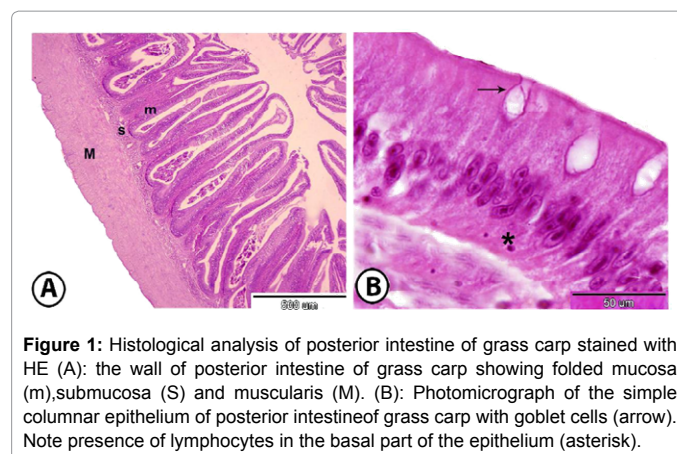 m
s
M
A
500 µm
B
*
50 µm
Figure 1: Histological analysis of posterior intestine of grass carp stained with
HE (A): the wall of posterior intestine of grass carp showing folded mucosa
(m),submucosa (S) and muscularis (M). (B): Photomicrograph of the simple
columnar epithelium of posterior intestineof grass carp with goblet cells (arrow).
Note presence of lymphocytes in the basal part of the epithelium (asterisk).